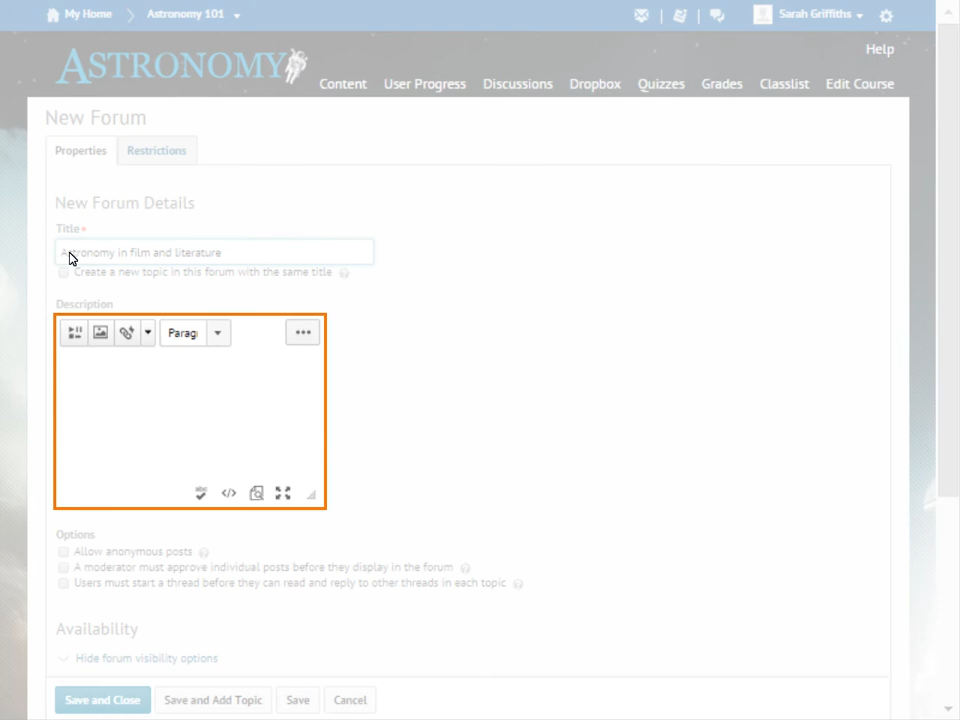 My Home
Astronomy 101
Sarah Griffiths
Help
ASTRONOMY
Content User Progress Discussions Dropbox Quizzes Grades Classlist Edit Course
New Forum
Properties
Restrictions
New Forum Details
Title *
Astronomy in film and literature
Create a new topic in this forum with the same title
Description
Parag
Options
Allow anonymous posts
A moderator must approve individual posts before they display in the forum
Users must start a thread before they can read and reply to other threads in each topic
Availability
Hide forum visibility options
Save and Close Save and Add Topic Save Cancel